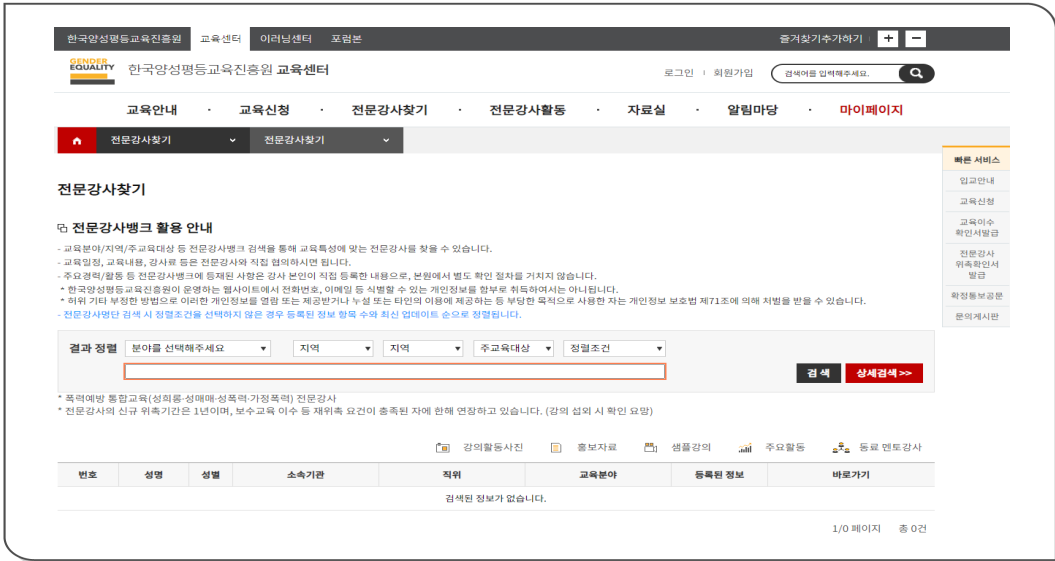 한국양성평등교육진흥원 교육센터 이러닝센터 포럼본 즐겨찾기추가하기 + −
GENDER EQUALITY 한국양성평등교육진흥원 교육센터 로그인 회원가입 검색어를 입력해주세요.
교육안내 · 교육신청 · 전문강사찾기 · 전문강사활동 · 자료실 · 알림마당 · 마이페이지
전문강사찾기 전문강사찾기
빠른 서비스
입교안내
교육신청
교육이수
확인서발급
전문강사
위촉확인서
발급
확정통보공문
문의게시판
전문강사찾기
전문강사뱅크 활용 안내
- 교육분야/지역/주교육대상 등 전문강사뱅크 검색을 통해 교육특성에 맞는 전문강사를 찾을 수 있습니다.
- 교육일정, 교육내용, 강사료 등은 전문강사와 직접 협의하시면 됩니다.
- 주요경력/활동 등 전문강사뱅크에 등재된 사항은 강사 본인이 직접 등록한 내용으로, 본원에서 별도 확인 절차를 거치지 않습니다.
* 한국양성평등교육진흥원이 운영하는 웹사이트에서 전화번호, 이메일 등 식별할 수 있는 개인정보를 함부로 취득하여서는 아니됩니다.
* 허위 기타 부정한 방법으로 이러한 개인정보를 열람 또는 제공받거나 누설 또는 타인의 이용에 제공하는 등 부당한 목적으로 사용한 자는 개인정보 보호법 제71조에 의해 처벌을 받을 수 있습니다.
- 전문강사명단 검색 시 정렬조건을 선택하지 않은 경우 등록된 정보 항목 수와 최신 업데이트 순으로 정렬됩니다.
결과 정렬 분야를 선택해주세요 지역 지역 주교육대상 정렬조건
검 색 상세검색 >>
* 폭력예방 통합교육(성희롱·성매매·성폭력·가정폭력) 전문강사
* 전문강사의 신규 위촉기간은 1년이며, 보수교육 이수 등 재위촉 요건이 충족된 자에 한해 연장하고 있습니다. (강의 섭외 시 확인 요망)
강의활동사진 홍보자료 샘플강의 주요활동 동료 멘토강사
번호 성명 성별 소속기관 직위 교육분야 등록된 정보 바로가기
검색된 정보가 없습니다.
1/0 페이지 총 0건